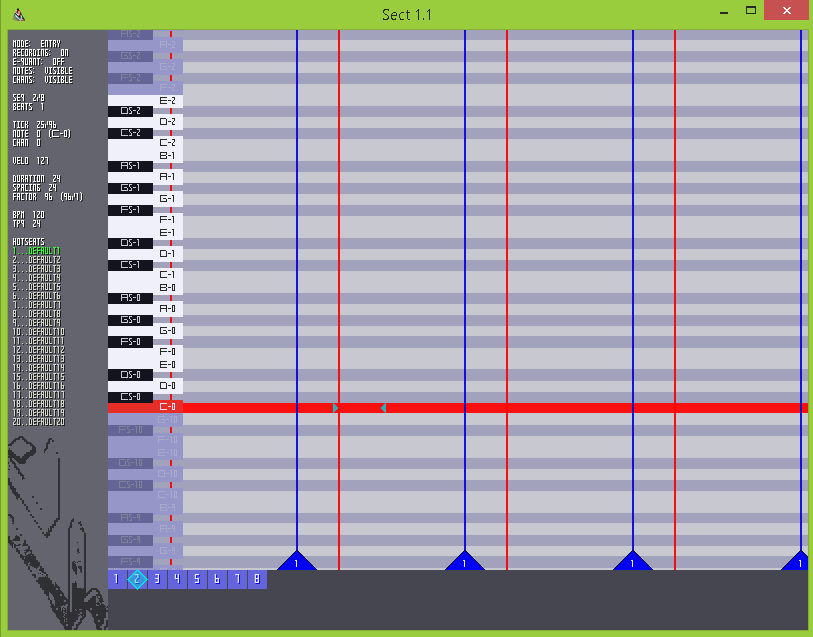 Sect 1.1
MODE: ENTRY
RECORDING: ON
E-QUANT: OFF
NOTES: VISIBLE
CHANS: VISIBLE
SEQ 2/8
BEATS 1
TICK 25/96
NOTE 0 (C-0)
CHAN 0
VELO 127
DURATION 24
SPACING 24
FACTOR 96 (96/1)
BPM 120
TPQ 24
HOTSEATS
1...DEFAULT1
2...DEFAULT2
3...DEFAULT3
4...DEFAULT4
5...DEFAULT5
6...DEFAULT6
7...DEFAULT7
8...DEFAULT8
9...DEFAULT9
10..DEFAULT10
11..DEFAULT11
12..DEFAULT12
13..DEFAULT13
14..DEFAULT14
15..DEFAULT15
16..DEFAULT16
17..DEFAULT17
18..DEFAULT18
19..DEFAULT19
20..DEFAULT20
AS-2
A-2
GS-2
G-2
FS-2
F-2
E-2
DS-2
D-2
CS-2
C-2
B-1
AS-1
A-1
GS-1
G-1
FS-1
F-1
E-1
DS-1
D-1
CS-1
C-1
B-0
AS-0
A-0
GS-0
G-0
FS-0
F-0
E-0
DS-0
D-0
CS-0
C-0
G-10
FS-10
F-10
E-10
DS-10
D-10
CS-10
C-10
B-9
AS-9
A-9
GS-9
G-9
FS-9
1 1 1 1
1 2 3 4 5 6 7 8